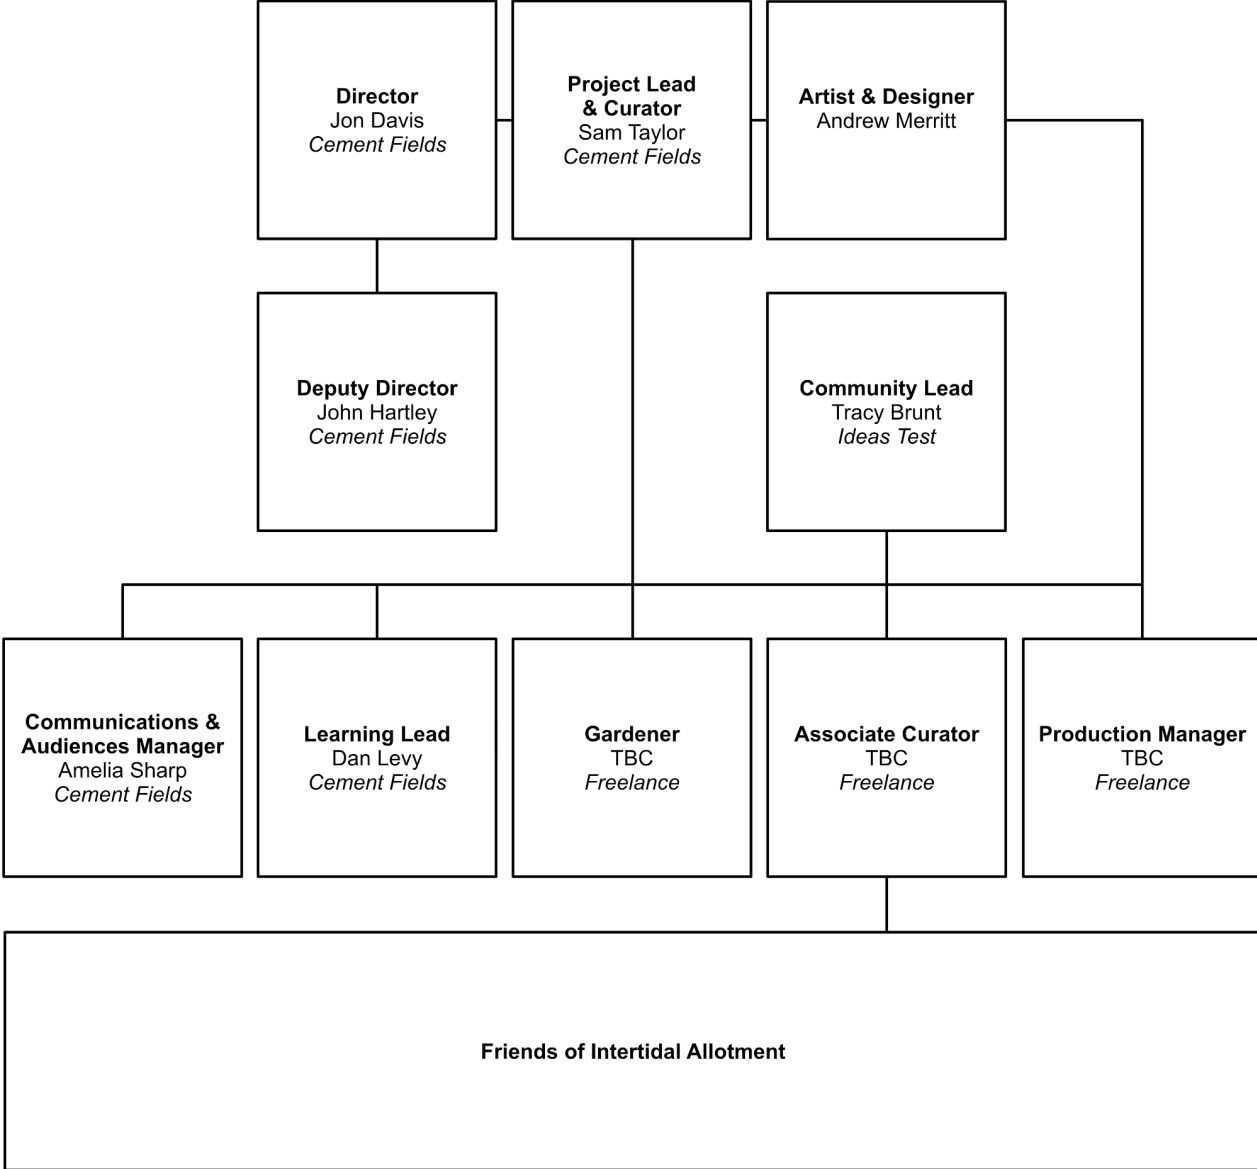 Director
Jon Davis
Cement Fields
Project Lead
& Curator
Sam Taylor
Cement Fields
Artist & Designer
Andrew Merritt
Deputy Director
John Hartley
Cement Fields
Community Lead
Tracy Brunt
Ideas Test
Communications &
Audiences Manager
Amelia Sharp
Cement Fields
Learning Lead
Dan Levy
Cement Fields
Gardener
TBC
Freelance
Associate Curator
TBC
Freelance
Production Manager
TBC
Freelance
Friends of Intertidal Allotment